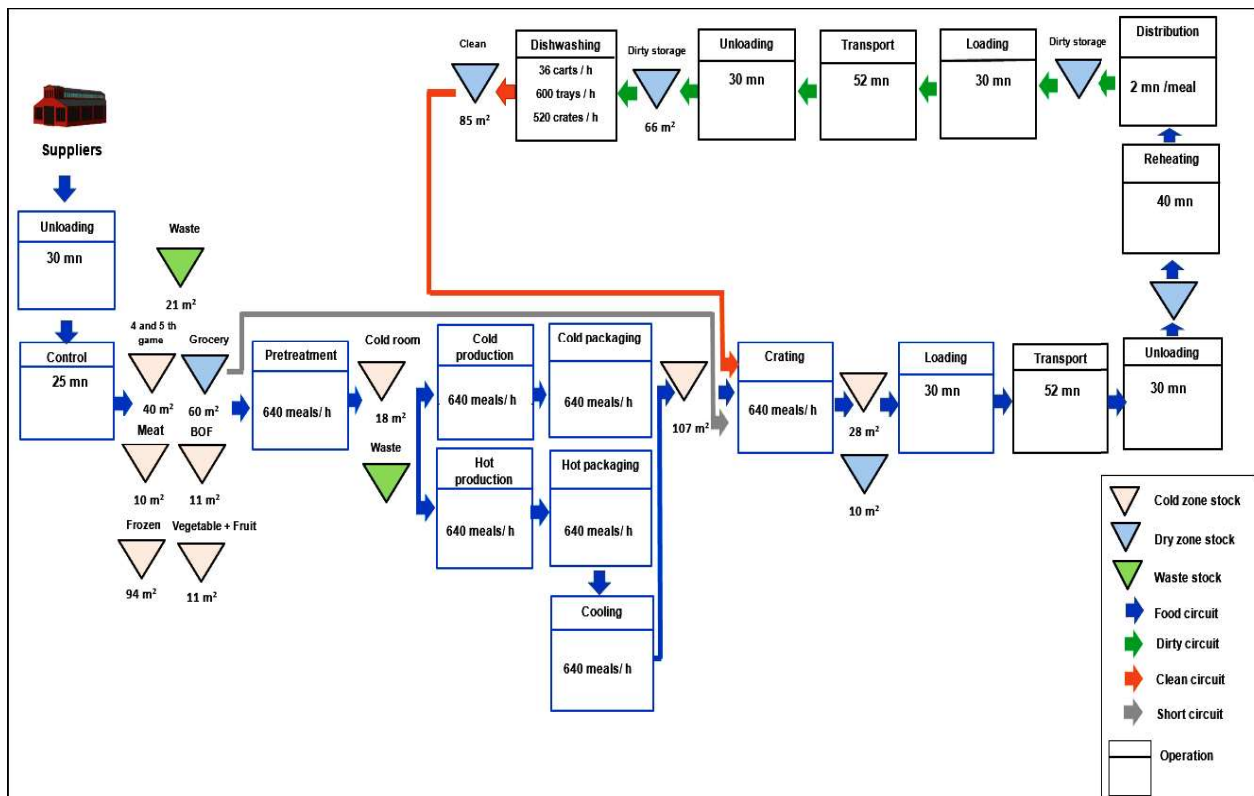 Suppliers
Unloading
30 mn
Control
25 mn
Waste
21 m²
4 and 5 th
game
40 m²
Grocery
60 m²
Meat
10 m²
BOF
11 m²
Frozen
94 m²
Vegetable + Fruit
11 m²
Pretreatment
640 meals/ h
Cold room
18 m²
Waste
Cold
production
640 meals/ h
Cold packaging
640 meals/ h
Hot
production
640 meals/ h
Hot packaging
640 meals/ h
Cooling
640 meals/ h
107 m²
Crating
640 meals/ h
28 m²
10 m²
Loading
30 mn
Transport
52 mn
Unloading
30 mn
Reheating
40 mn
Distribution
2 mn /meal
Dirty storage
Loading
30 mn
Transport
52 mn
Unloading
30 mn
Dirty storage
66 m²
Dishwashing
36 carts / h
600 trays / h
520 crates / h
Clean
85 m²
Cold zone stock
Dry zone stock
Waste stock
Food circuit
Dirty circuit
Clean circuit
Short circuit
Operation